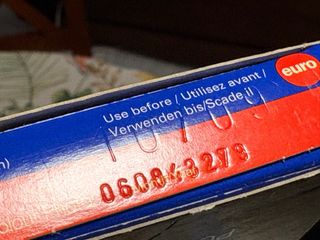 Use before / Utilisez avant /
Verwenden bis/Scade il
euro
060843273